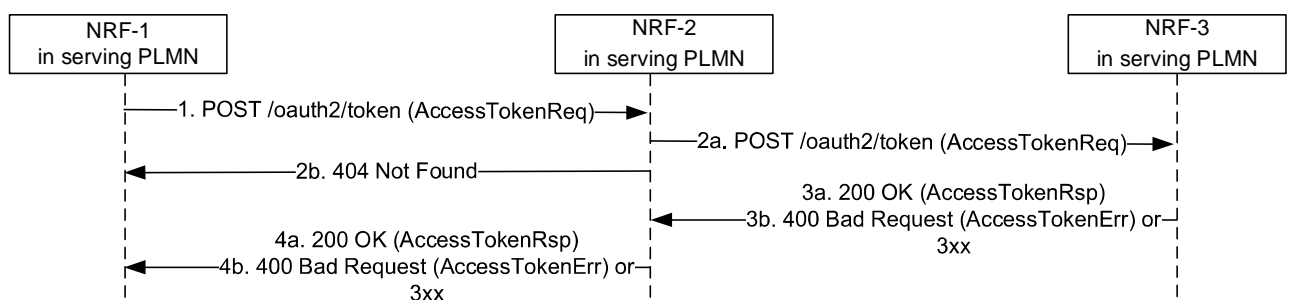 NRF-1
in serving PLMN
NRF-2
in serving PLMN
NRF-3
in serving PLMN
1. POST /oauth2/token (AccessTokenReq)
2a. POST /oauth2/token (AccessTokenReq)
2b. 404 Not Found
3a. 200 OK (AccessTokenRsp)
3b. 400 Bad Request (AccessTokenErr) or
3xx
4a. 200 OK (AccessTokenRsp)
4b. 400 Bad Request (AccessTokenErr) or
3xx